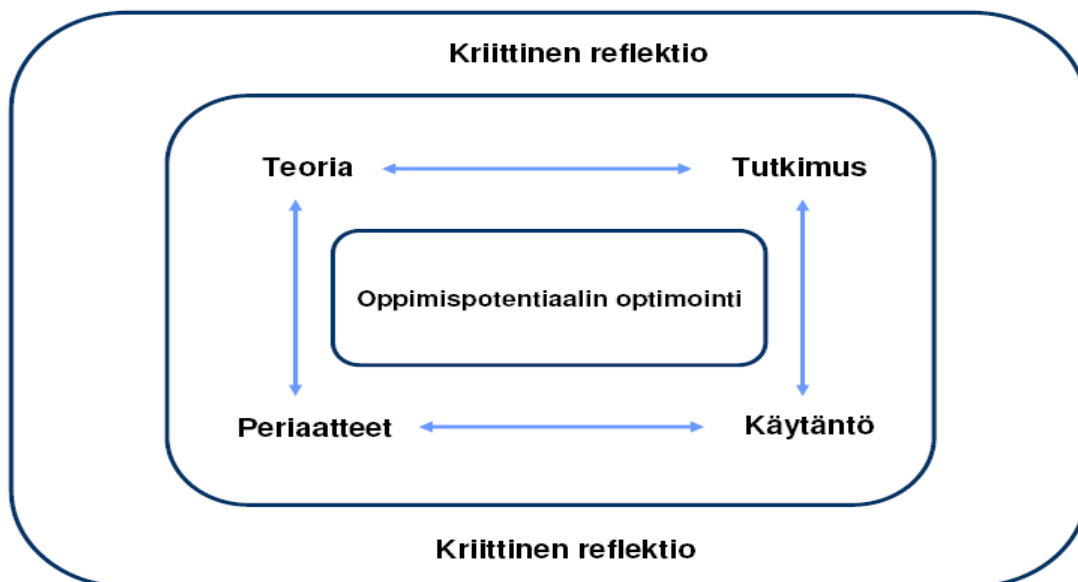 Kriittinen reflektio
Teoria
Tutkimus
Oppimispotentiaalin optimointi
Periaatteet
Käytäntö
Kriittinen reflektio